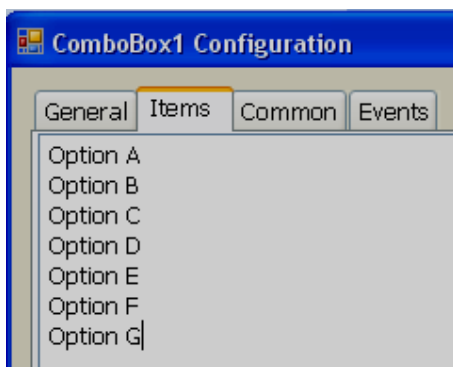 ComboBox1 Configuration
General Items Common Events
Option A
Option B
Option C
Option D
Option E
Option F
Option G